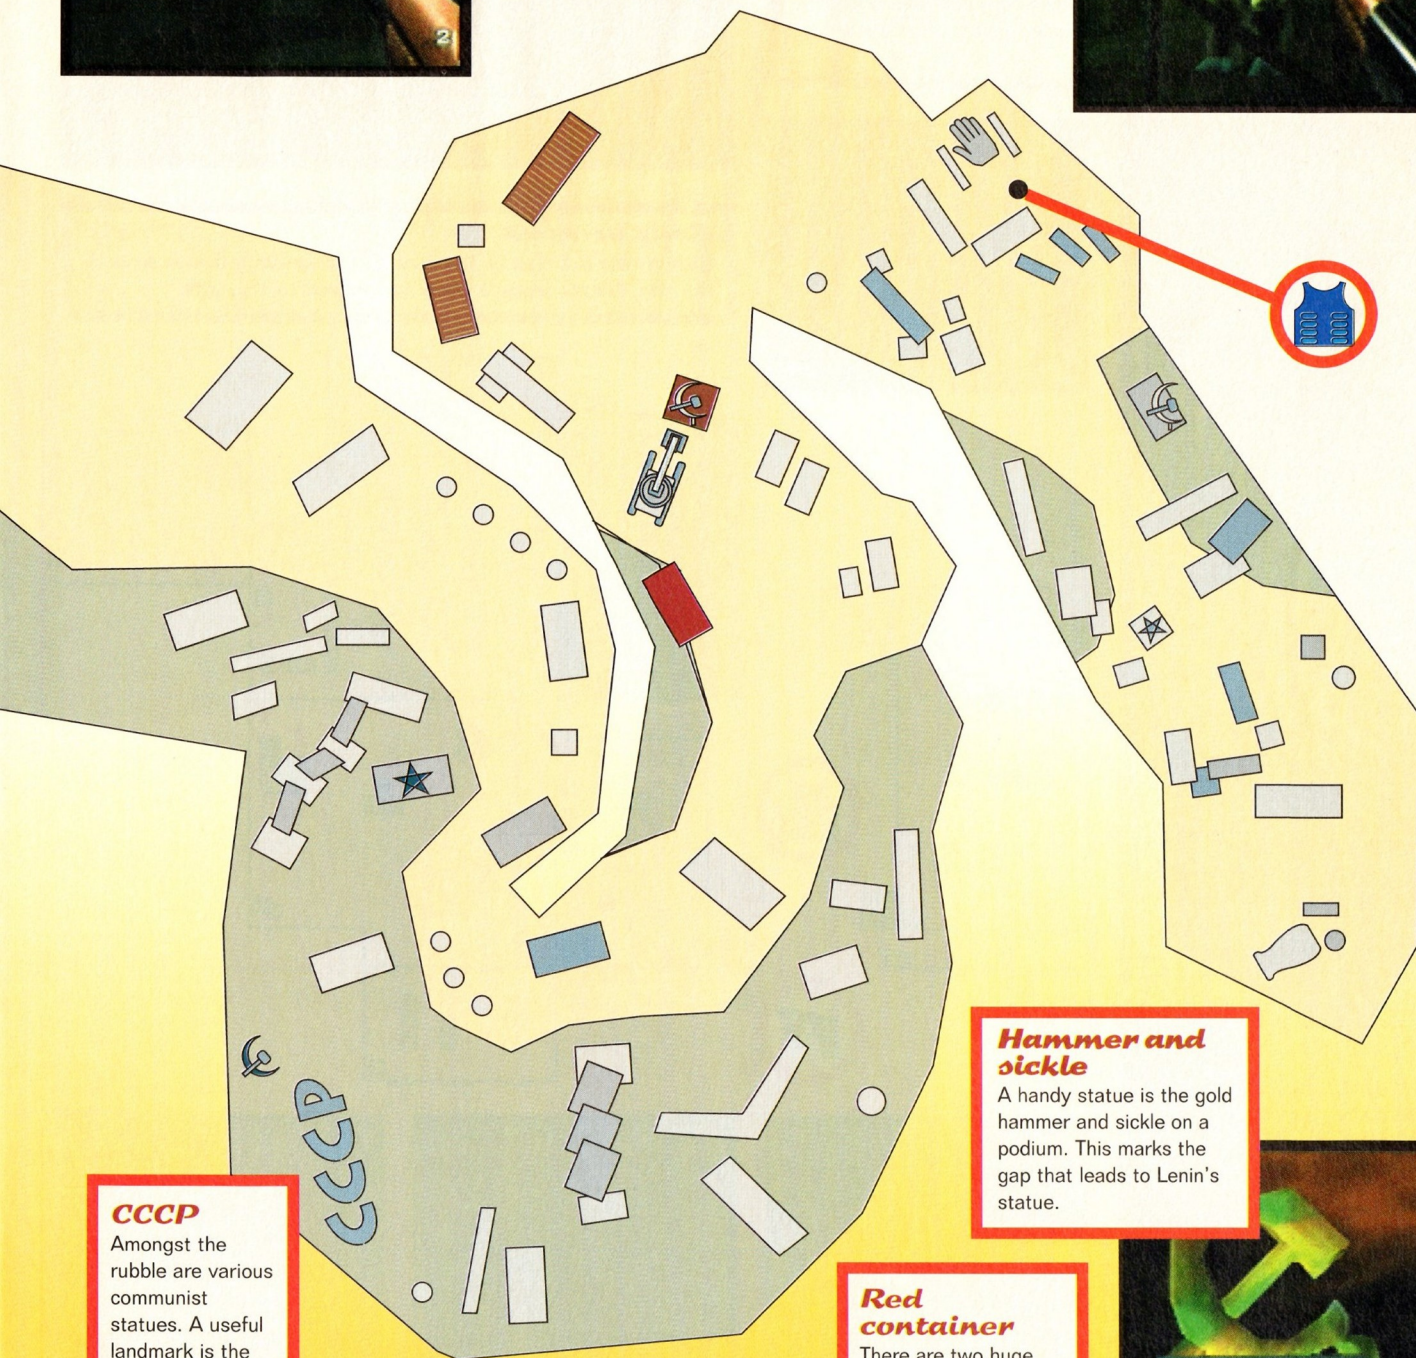 2
CCCP
Hammer and
sickle
A handy statue is the gold
hammer and sickle on a
podium. This marks the
gap that leads to Lenin's
statue.
CCCP
Amongst the
rubble are various
communist
statues. A useful
landmark is the
Red
container
There are two huge